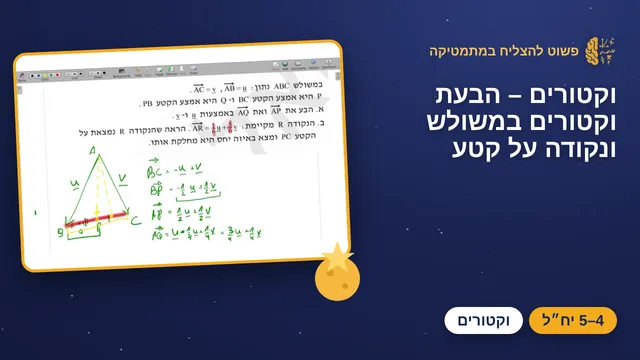 פשוט להצליח במתמטיקה
וקטורים – הבעת
וקטורים במשולש
ונקודה על קטע
4–5 יח״ל
וקטורים
במשולש ABC נתון: AB = u , AC = v .
P היא אמצע הקטע BC ו- Q היא אמצע הקטע PB .
א. הבע את AP ואת AQ באמצעות u ו- v .
ב. הנקודה R מקיימת: AR = u + v . הראה שהנקודה R נמצאת על
הקטע PC ומצא באיזה יחס היא מחלקת אותו.
A
u
v
B
Q
P
C
BC = -u + v
BP = -½u + ½v
AP = ½u + ½v
AQ = u - ¼u + ¼v = ¾u + ¼v